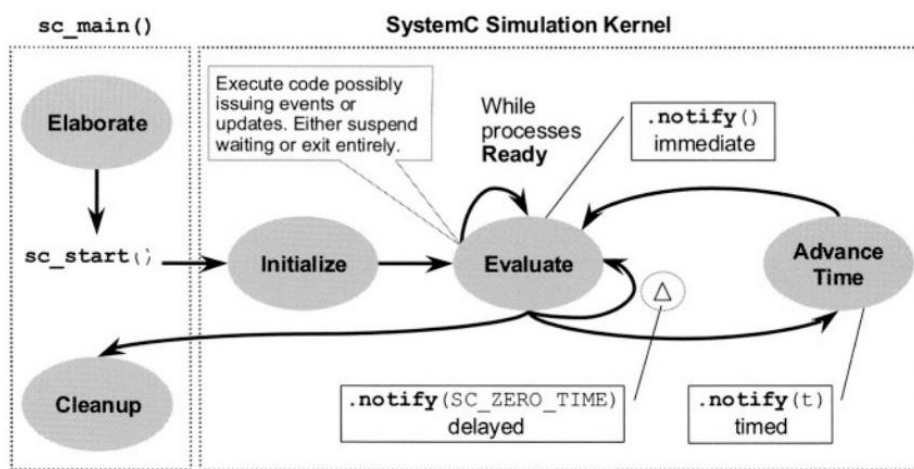 sc_main()
SystemC Simulation Kernel
Elaborate
sc_start()
Execute code possibly
issuing events or
updates. Either suspend
waiting or exit entirely.
While
processes
Ready
.notify()
immediate
Initialize
Evaluate
Advance
Time
Δ
Cleanup
.notify(SC_ZERO_TIME)
delayed
.notify(t)
timed